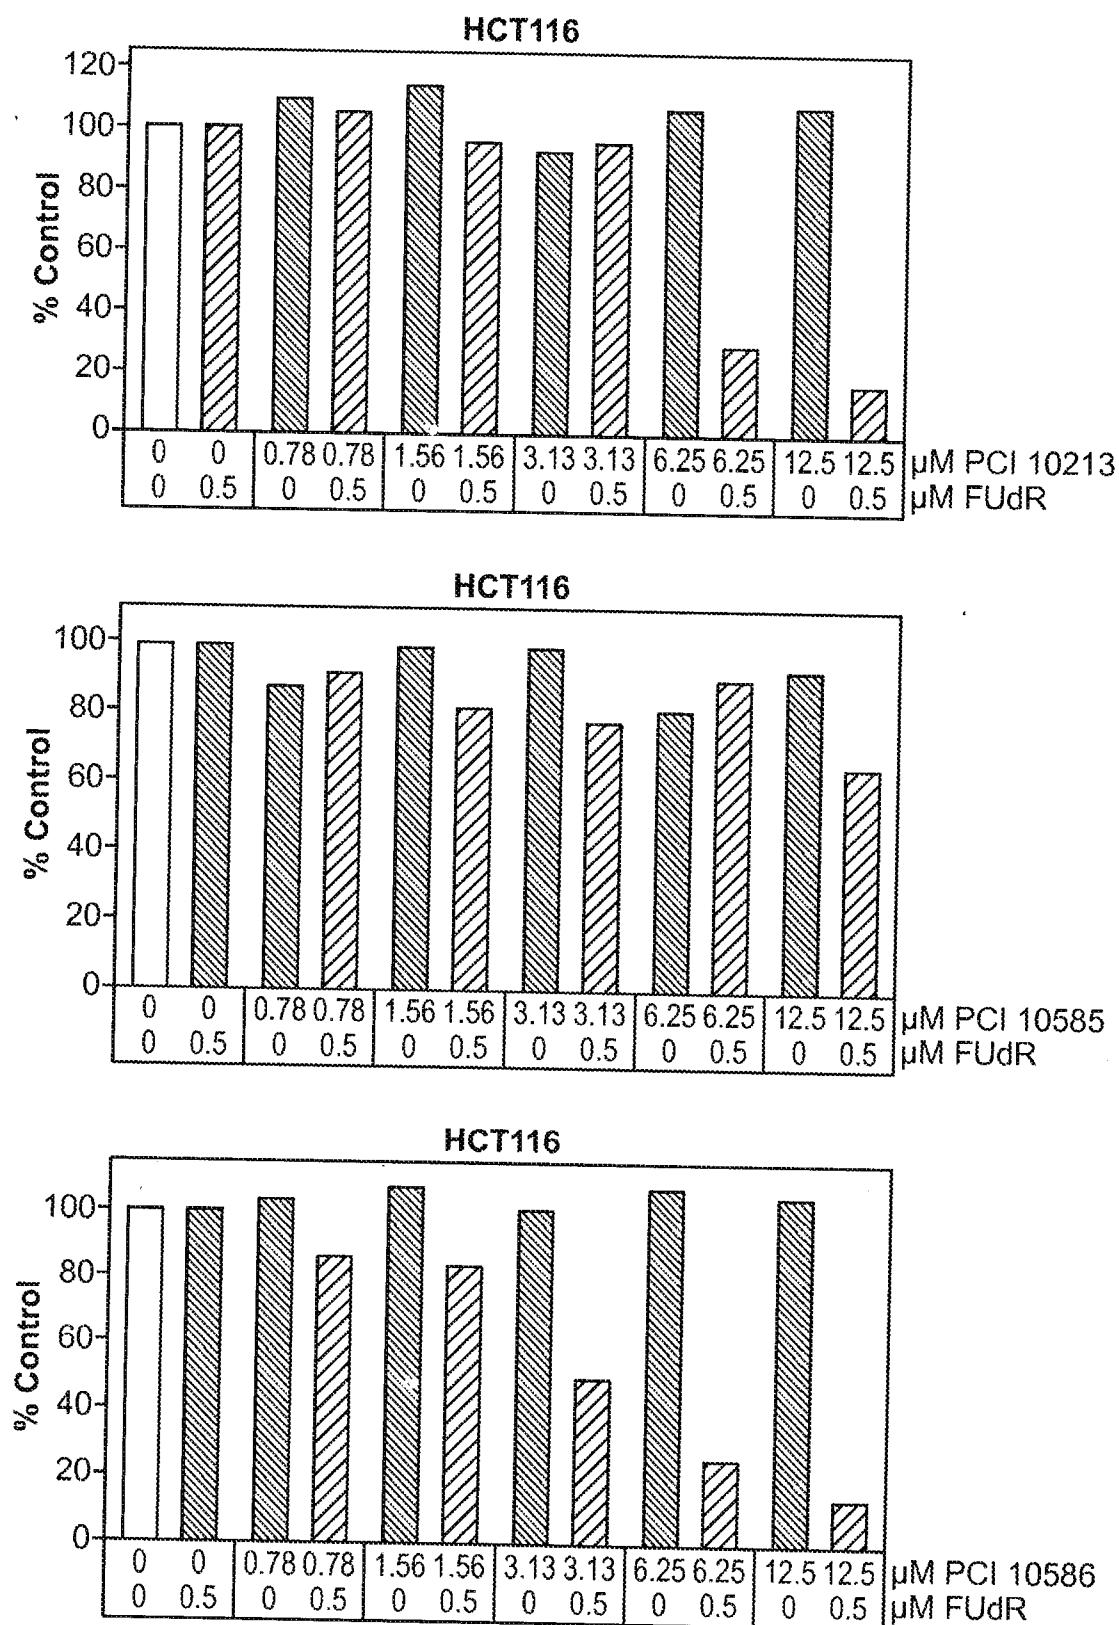 HCT116
% Control
120
100
80
60
40
20
0
0 0 0.78 0.78 1.56 1.56 3.13 3.13 6.25 6.25 12.5 12.5 µM PCI 10213
0 0.5 0 0.5 0 0.5 0 0.5 0 0.5 0 0.5 µM FUdR
HCT116
% Control
100
80
60
40
20
0
0 0 0.78 0.78 1.56 1.56 3.13 3.13 6.25 6.25 12.5 12.5 µM PCI 10585
0 0.5 0 0.5 0 0.5 0 0.5 0 0.5 0 0.5 µM FUdR
HCT116
% Control
100
80
60
40
20
0
0 0 0.78 0.78 1.56 1.56 3.13 3.13 6.25 6.25 12.5 12.5 µM PCI 10586
0 0.5 0 0.5 0 0.5 0 0.5 0 0.5 0 0.5 µM FUdR